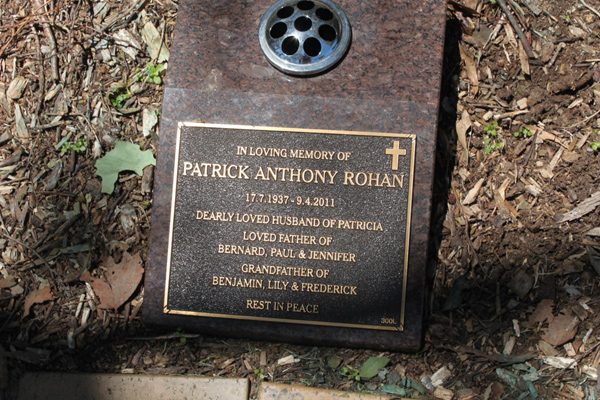 IN LOVING MEMORY OF
PATRICK ANTHONY ROHAN
17.7.1937 - 9.4.2011
DEARLY LOVED HUSBAND OF PATRICIA
LOVED FATHER OF
BERNARD, PAUL & JENNIFER
GRANDFATHER OF
BENJAMIN, LILY & FREDERICK
REST IN PEACE
300L